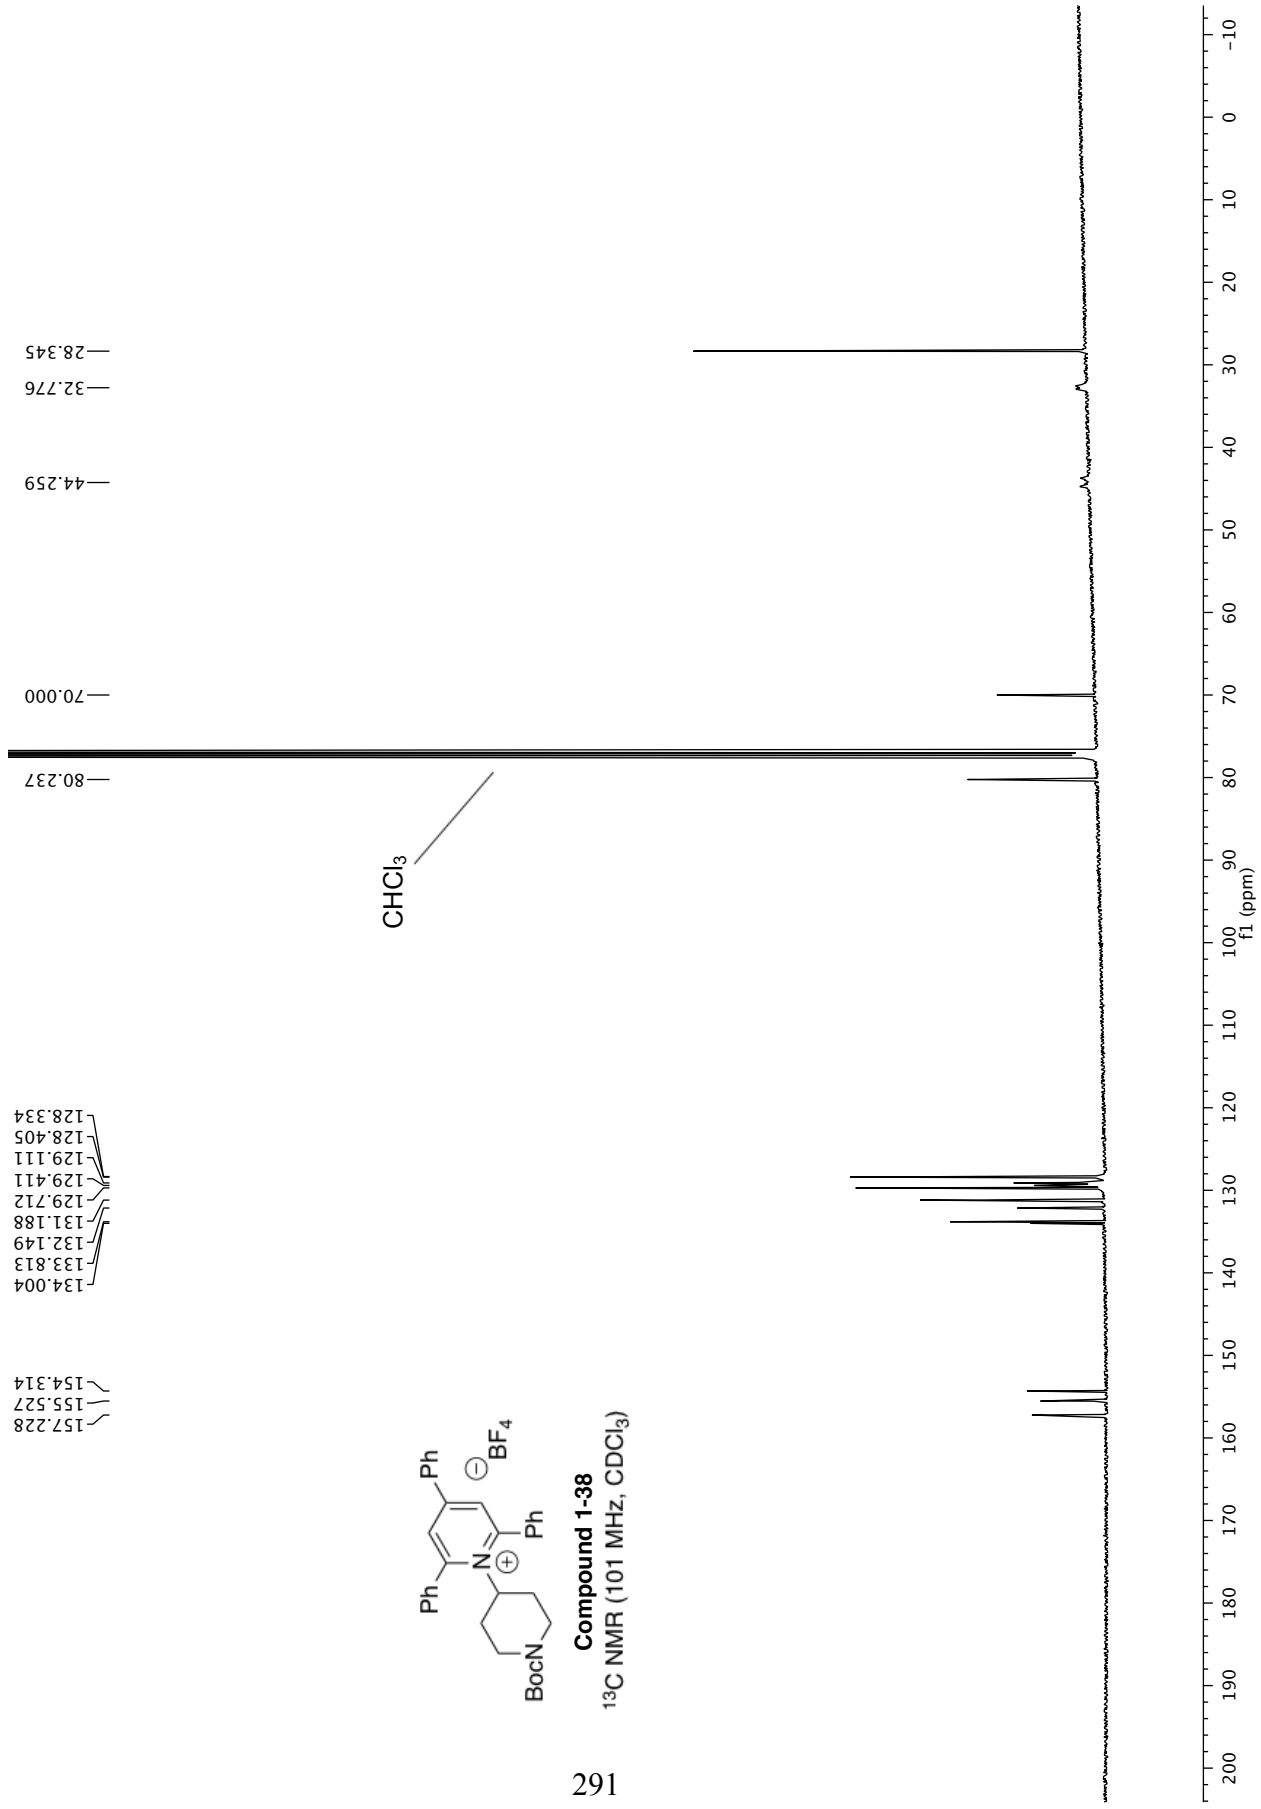 157.228
155.527
154.314
134.004
133.813
132.149
131.188
129.712
129.411
129.111
128.405
128.334
80.237
70.000
44.259
32.776
28.345
CHCl₃
Ph
Ph
N
⊕
Ph
⊖
BF₄
BocN
Compound 1-38
¹³C NMR (101 MHz, CDCl₃)
200 190 180 170 160 150 140 130 120 110 100 90 80 70 60 50 40 30 20 10 0 -10
f1 (ppm)
291